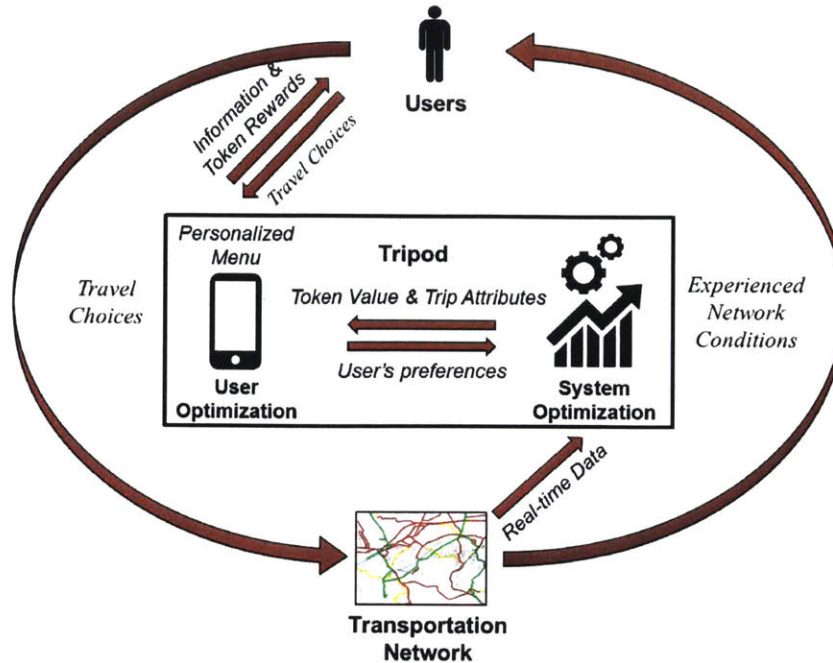 Users
Information &
Token Rewards
Travel Choices
Personalized
Menu
Tripod
Token Value & Trip Attributes
User's preferences
User
Optimization
System
Optimization
Travel
Choices
Experienced
Network
Conditions
Real-time Data
Transportation
Network